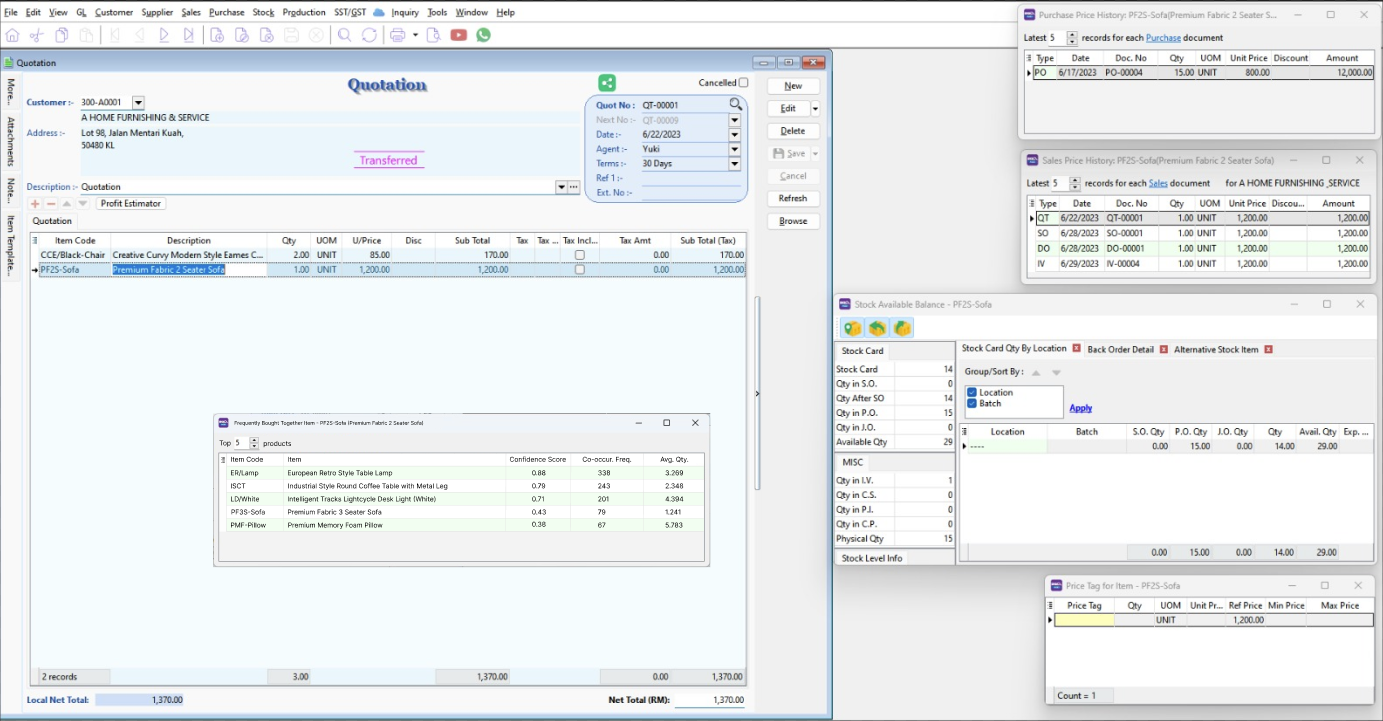 File Edit View GL Customer Supplier Sales Purchase Stock Production SST/GST Inquiry Tools Window Help
Quotation
More...
Attachments
Note...
Item Template...
Quotation
Cancelled
Customer :- 300-A0001
A HOME FURNISHING & SERVICE
Address :- Lot 98, Jalan Mentari Kuah,
50480 KL
Transferred
Description :- Quotation
Quot No : QT-00001
Next No :- QT-00009
Date :- 6/22/2023
Agent :- Yuki
Terms :- 30 Days
Ref 1 :-
Ext. No :-
New
Edit
Delete
Save
Cancel
Refresh
Browse
Profit Estimator
Quotation
Item Code Description Qty UOM U/Price Disc Sub Total Tax Tax ... Tax Incl... Tax Amt Sub Total (Tax)
CCE/Black-Chair Creative Curvy Modern Style Eames C... 2.00 UNIT 85.00 170.00 0.00 170.00
PF2S-Sofa Premium Fabric 2 Seater Sofa 1.00 UNIT 1,200.00 1,200.00 0.00 1,200.00
Frequently Bought Together Item - PF2S-Sofa (Premium Fabric 2 Seater Sofa)
Top 5 products
Item Code Item Confidence Score Co-occur. Freq. Avg. Qty.
ER/Lamp European Retro Style Table Lamp 0.88 338 3.269
ISCT Industrial Style Round Coffee Table with Metal Leg 0.79 243 2.348
LD/White Intelligent Tracks Lightcycle Desk Light (White) 0.71 201 4.394
PF3S-Sofa Premium Fabric 3 Seater Sofa 0.43 79 1.241
PMF-Pillow Premium Memory Foam Pillow 0.38 67 5.783
2 records 3.00 1,370.00 0.00 1,370.00
Local Net Total: 1,370.00 Net Total (RM): 1,370.00
Purchase Price History: PF2S-Sofa(Premium Fabric 2 Seater S...
Latest 5 records for each Purchase document
Type Date Doc. No Qty UOM Unit Price Discount Amount
PO 6/17/2023 PO-00004 15.00 UNIT 800.00 12,000.00
Sales Price History: PF2S-Sofa(Premium Fabric 2 Seater Sofa)
Latest 5 records for each Sales document for A HOME FURNISHING _SERVICE
Type Date Doc. No Qty UOM Unit Price Discou... Amount
QT 6/22/2023 QT-00001 1.00 UNIT 1,200.00 1,200.00
SO 6/28/2023 SO-00001 1.00 UNIT 1,200.00 1,200.00
DO 6/28/2023 DO-00001 1.00 UNIT 1,200.00 1,200.00
IV 6/29/2023 IV-00004 1.00 UNIT 1,200.00 1,200.00
Stock Available Balance - PF2S-Sofa
Stock Card
Stock Card 14
Qty in S.O. 0
Qty After SO 14
Qty in P.O. 15
Qty in J.O. 0
Available Qty 29
MISC
Qty in I.V. 1
Qty in C.S. 0
Qty in P.I. 0
Qty in C.P. 0
Physical Qty 15
Stock Level Info
Stock Card Qty By Location Back Order Detail Alternative Stock Item
Group/Sort By :
Location
Batch
Apply
Location Batch S.O. Qty P.O. Qty J.O. Qty Qty Avail. Qty Exp. ...
---- 0.00 15.00 0.00 14.00 29.00
0.00 15.00 0.00 14.00 29.00
Price Tag for Item - PF2S-Sofa
Price Tag Qty UOM Unit Pr... Ref Price Min Price Max Price
UNIT 1,200.00
Count = 1